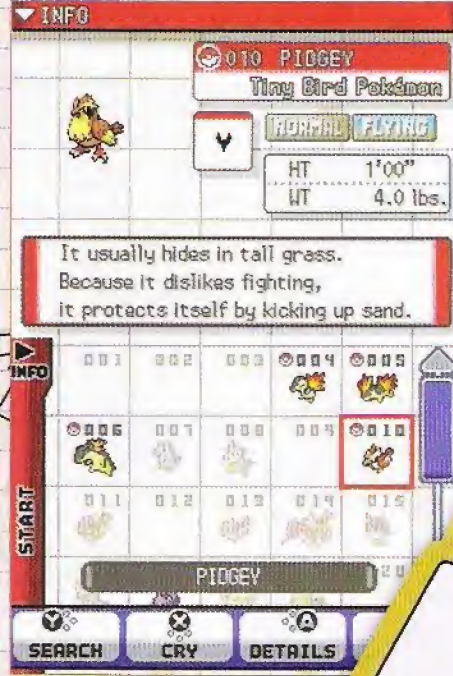 INFO
010 PIDGEY
Tiny Bird Pokémon
NORMAL FLYING
HT 1'00"
WT 4.0 lbs.
It usually hides in tall grass.
Because it dislikes fighting,
it protects itself by kicking up sand.
INFO
001 002 003 004 005
006 007 008 009 010
011 012 013 014 015
START
PIDGEY
Y X A
SEARCH CRY DETAILS